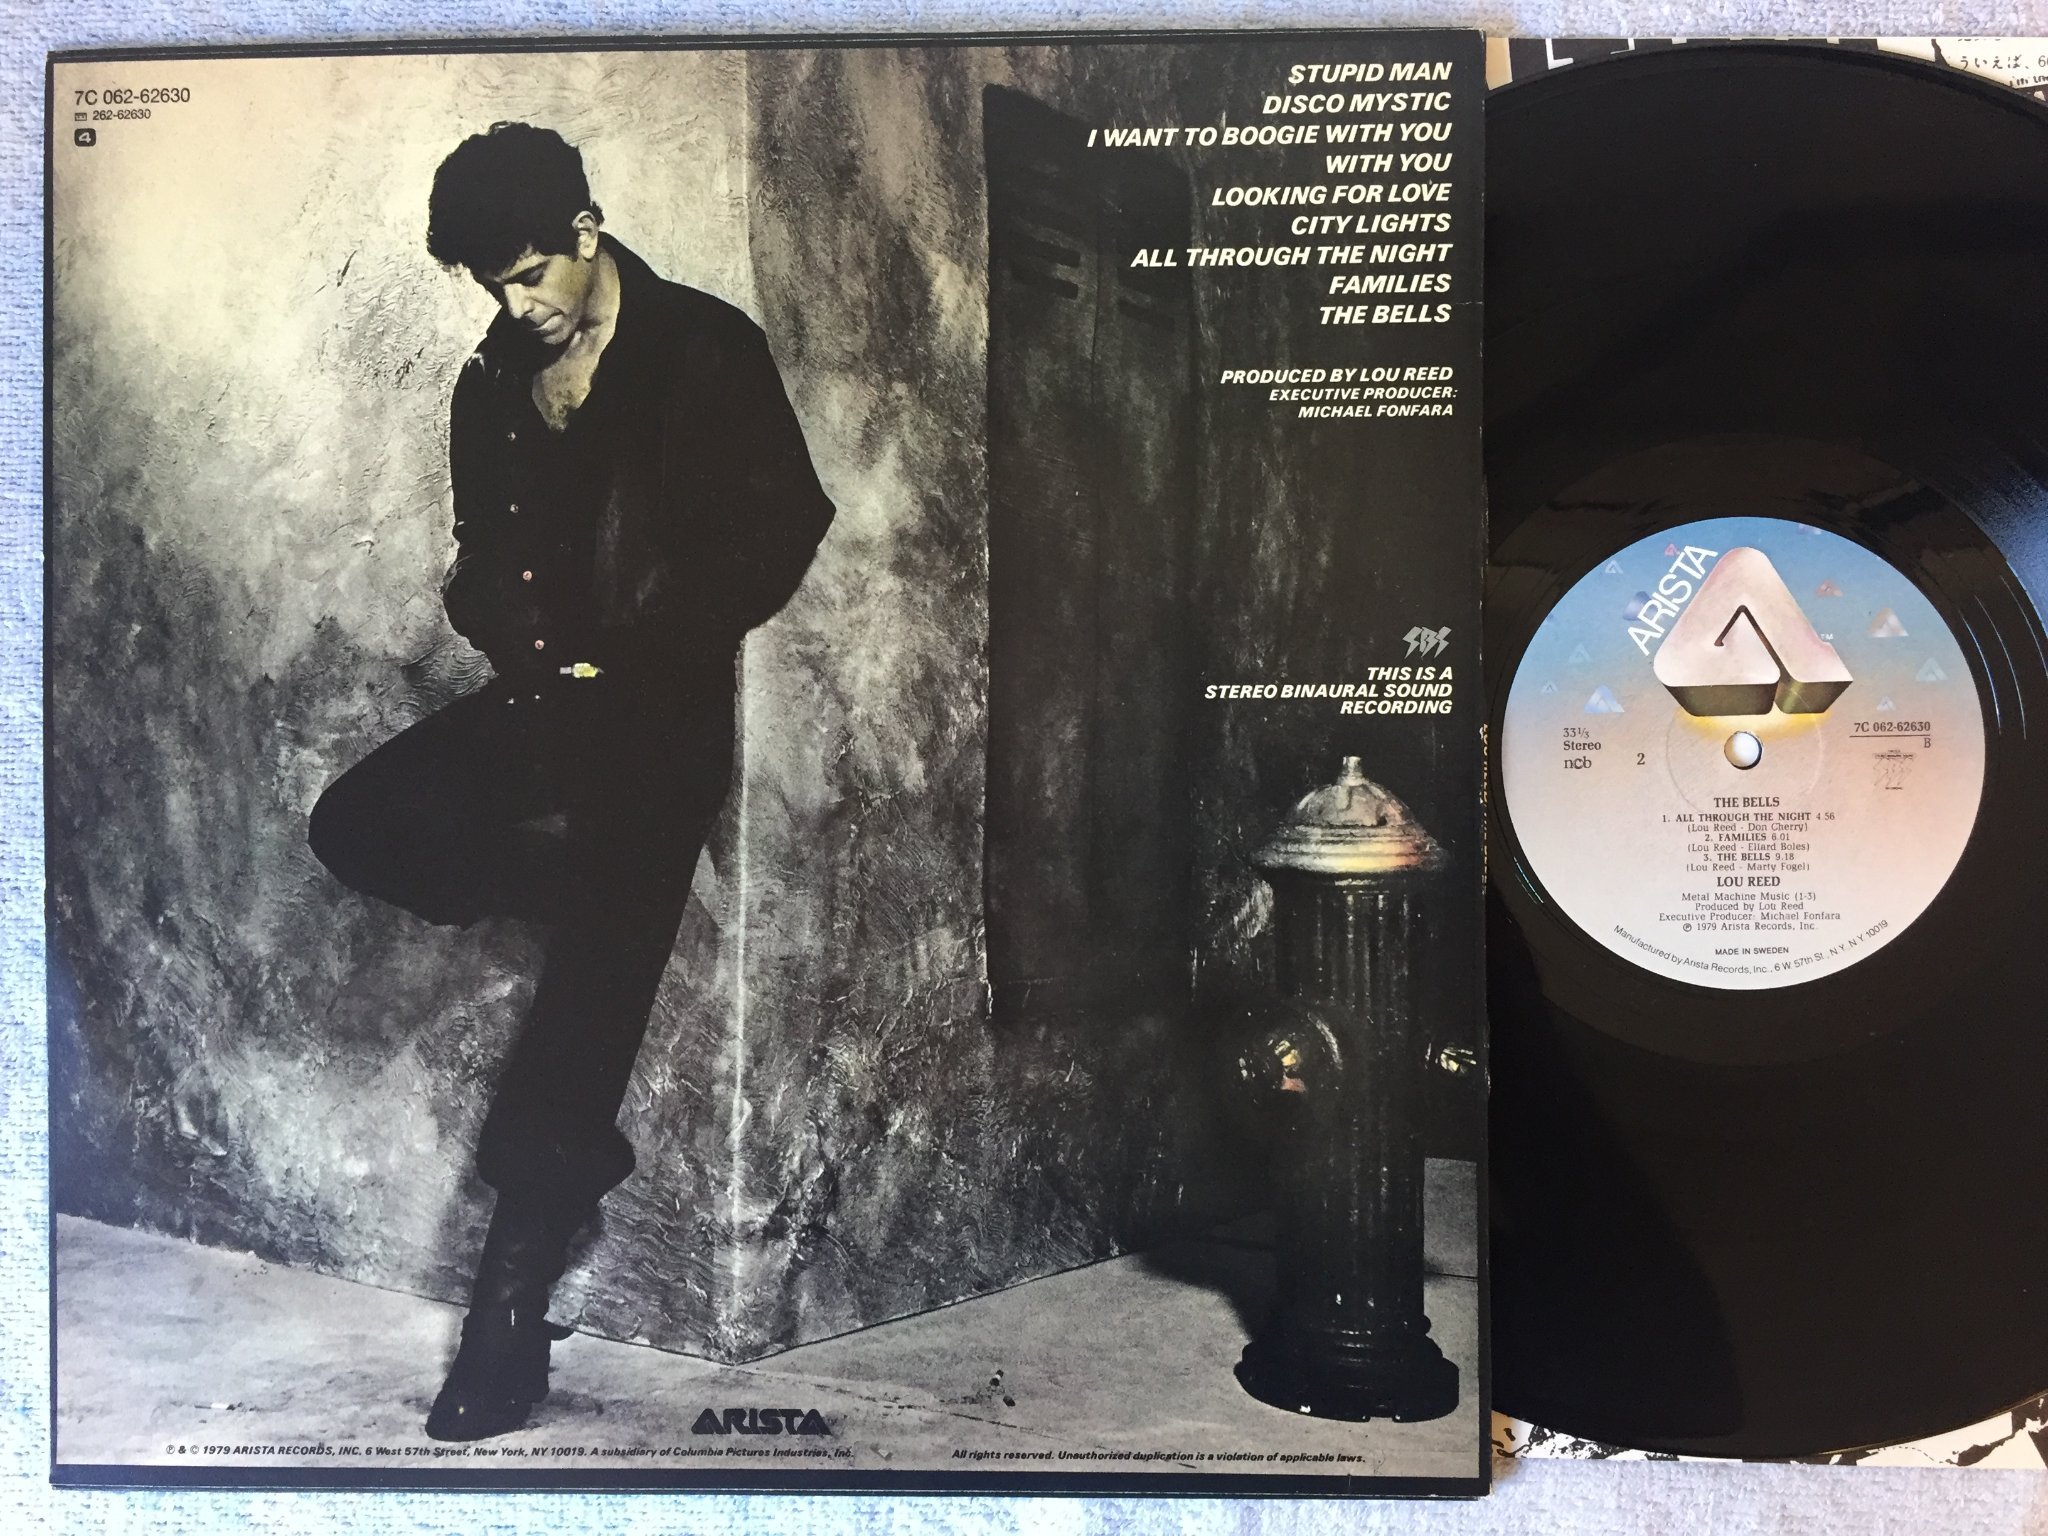 7C 062-62630
262-62630
4
STUPID MAN
DISCO MYSTIC
I WANT TO BOOGIE WITH YOU
WITH YOU
LOOKING FOR LOVE
CITY LIGHTS
ALL THROUGH THE NIGHT
FAMILIES
THE BELLS
PRODUCED BY LOU REED
EXECUTIVE PRODUCER:
MICHAEL FONFARA
SBS
THIS IS A
STEREO BINAURAL SOUND
RECORDING
ARISTA
℗ & © 1979 ARISTA RECORDS, INC. 6 West 57th Street, New York, NY 10019. A subsidiary of Columbia Pictures Industries, Inc.
All rights reserved. Unauthorized duplication is a violation of applicable laws.
ういえば、
ARISTA
TM
33⅓
Stereo
ncb
2
7C 062-62630
B
THE BELLS
1. ALL THROUGH THE NIGHT 4.56
(Lou Reed - Don Cherry)
2. FAMILIES 6.01
(Lou Reed - Ellard Boles)
3. THE BELLS 9.18
(Lou Reed - Marty Fogel)
LOU REED
Metal Machine Music (1-3)
Produced by Lou Reed
Executive Producer: Michael Fonfara
℗ 1979 Arista Records, Inc.
MADE IN SWEDEN
Manufactured by Arista Records, Inc., 6 W. 57th St., N.Y. N.Y. 10019